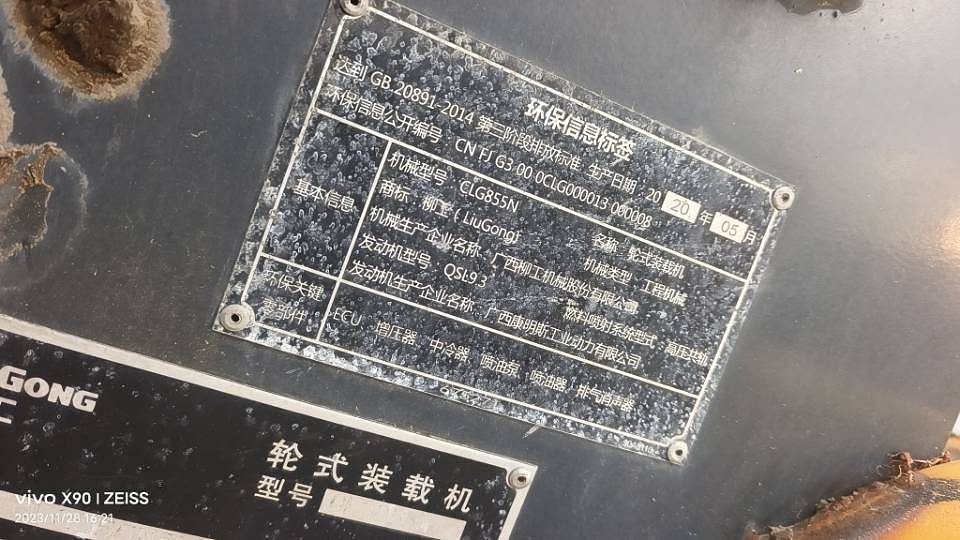 环保信息标签
达到 GB 20891-2014 第三阶段排放标准 生产日期: 20 20 年 05 月
环保信息公开编号 CN FJ G3 00 0CLG000013 000008
基本信息
机械型号: CLG855N 名称: 轮式装载机
商标: 柳工 ( LiuGong) 机械类型: 工程机械
机械生产企业名称: 广西柳工机械股份有限公司
发动机型号: QSL9.3 燃料喷射系统型式: 高压共轨
发动机生产企业名称: 广西康明斯工业动力有限公司
环保关键
零部件
ECU 增压器 中冷器 喷油泵 喷油器 排气消声器
GONG
工
轮式装载机
型号
vivo X90 | ZEISS
2023/11/28 16:21